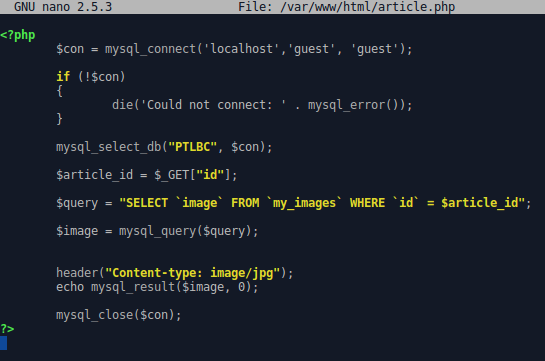 GNU nano 2.5.3 File: /var/www/html/article.php
<?php
$con = mysql_connect('localhost','guest', 'guest');
if (!$con)
{
die('Could not connect: ' . mysql_error());
}
mysql_select_db("PTLBC", $con);
$article_id = $_GET["id"];
$query = "SELECT `image` FROM `my_images` WHERE `id` = $article_id";
$image = mysql_query($query);
header("Content-type: image/jpg");
echo mysql_result($image, 0);
mysql_close($con);
?>